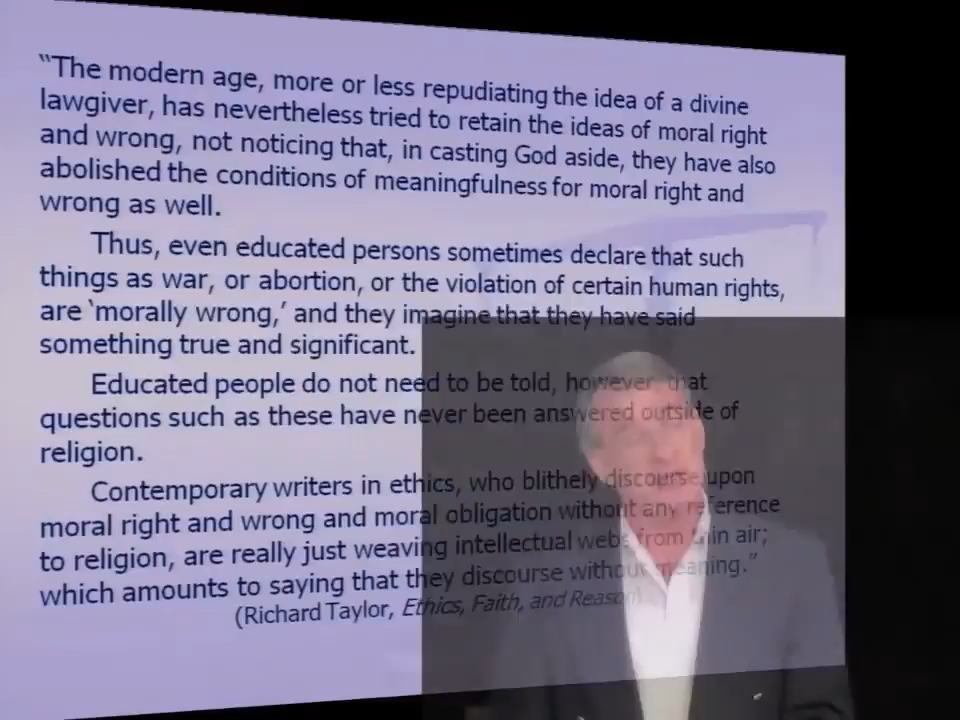 “The modern age, more or less repudiating the idea of a divine
lawgiver, has nevertheless tried to retain the ideas of moral right
and wrong, not noticing that, in casting God aside, they have also
abolished the conditions of meaningfulness for moral right and
wrong as well.
Thus, even educated persons sometimes declare that such
things as war, or abortion, or the violation of certain human rights,
are ‘morally wrong,’ and they imagine that they have said
something true and significant.
Educated people do not need to be told, however, that
questions such as these have never been answered outside of
religion.
Contemporary writers in ethics, who blithely discourse upon
moral right and wrong and moral obligation without any reference
to religion, are really just weaving intellectual webs from thin air;
which amounts to saying that they discourse without meaning.”
(Richard Taylor, Ethics, Faith, and Reason)